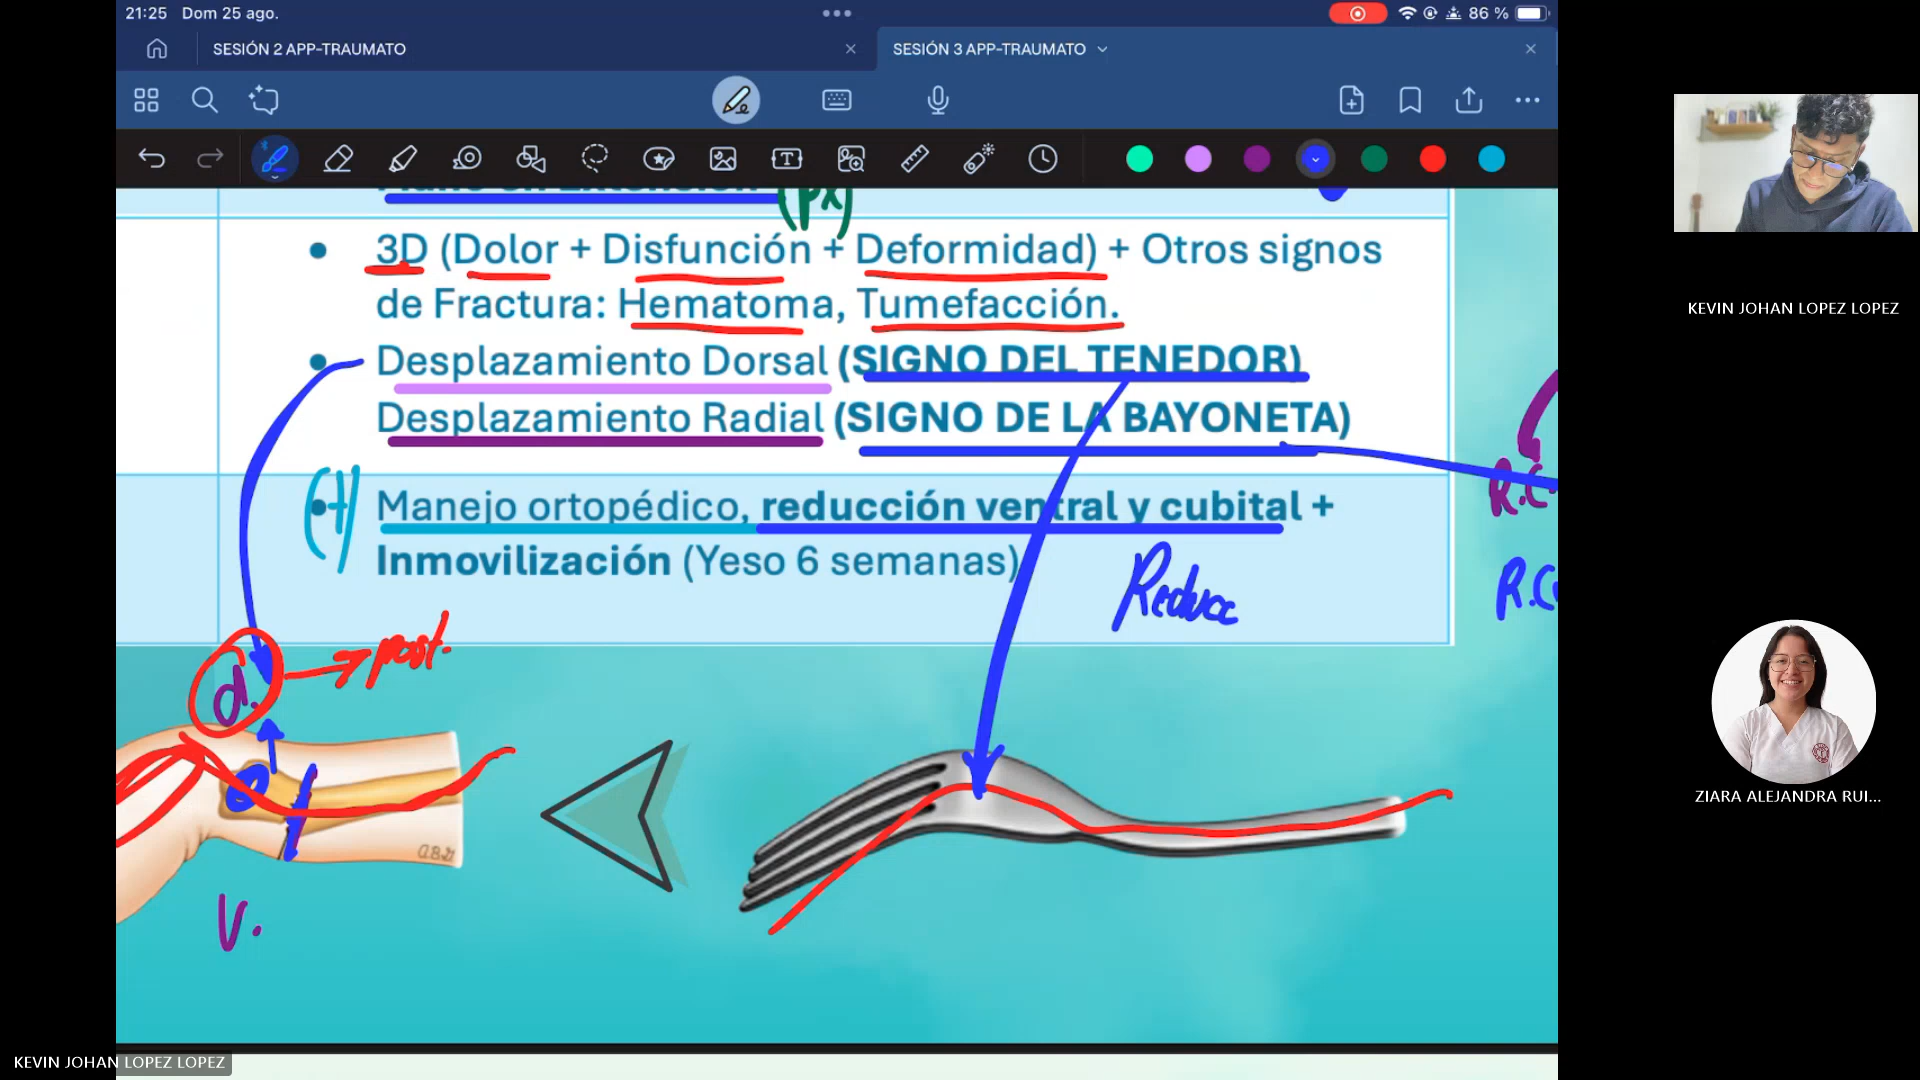 21:25 Dom 25 ago.
86 %
SESIÓN 2 APP-TRAUMATO
SESIÓN 3 APP-TRAUMATO
(px)
3D (Dolor + Disfunción + Deformidad) + Otros signos
de Fractura: Hematoma, Tumefacción.
Desplazamiento Dorsal (SIGNO DEL TENEDOR)
Desplazamiento Radial (SIGNO DE LA BAYONETA)
R.C.
(+)
Manejo ortopédico, reducción ventral y cubital +
Inmovilización (Yeso 6 semanas)
Reduce
d. → post.
V.
KEVIN JOHAN LOPEZ LOPEZ
ZIARA ALEJANDRA RUI...
KEVIN JOHAN LOPEZ LOPEZ